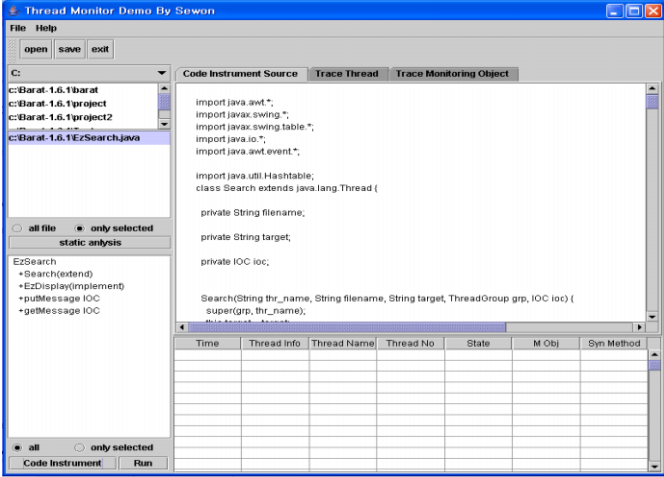 Thread Monitor Demo By Sewon
File Help
open save exit
C:
c:\Barat-1.6.1\barat
c:\Barat-1.6.1\project
c:\Barat-1.6.1\project2
c:\Barat-1.6.1\EzSearch.java
all file only selected
static anlysis
EzSearch
+Search(extend)
+EzDisplay(implement)
+putMessage IOC
+getMessage IOC
all only selected
Code Instrument Run
Code Instrument Source Trace Thread Trace Monitoring Object
import java.awt.*;
import javax.swing.*;
import javax.swing.table.*;
import java.io.*;
import java.awt.event.*;
import java.util.Hashtable;
class Search extends java.lang.Thread {
private String filename;
private String target;
private IOC ioc;
Search(String thr_name, String filename, String target, ThreadGroup grp, IOC ioc) {
super(grp, thr_name);
Time Thread Info Thread Name Thread No State M Obj Syn Method